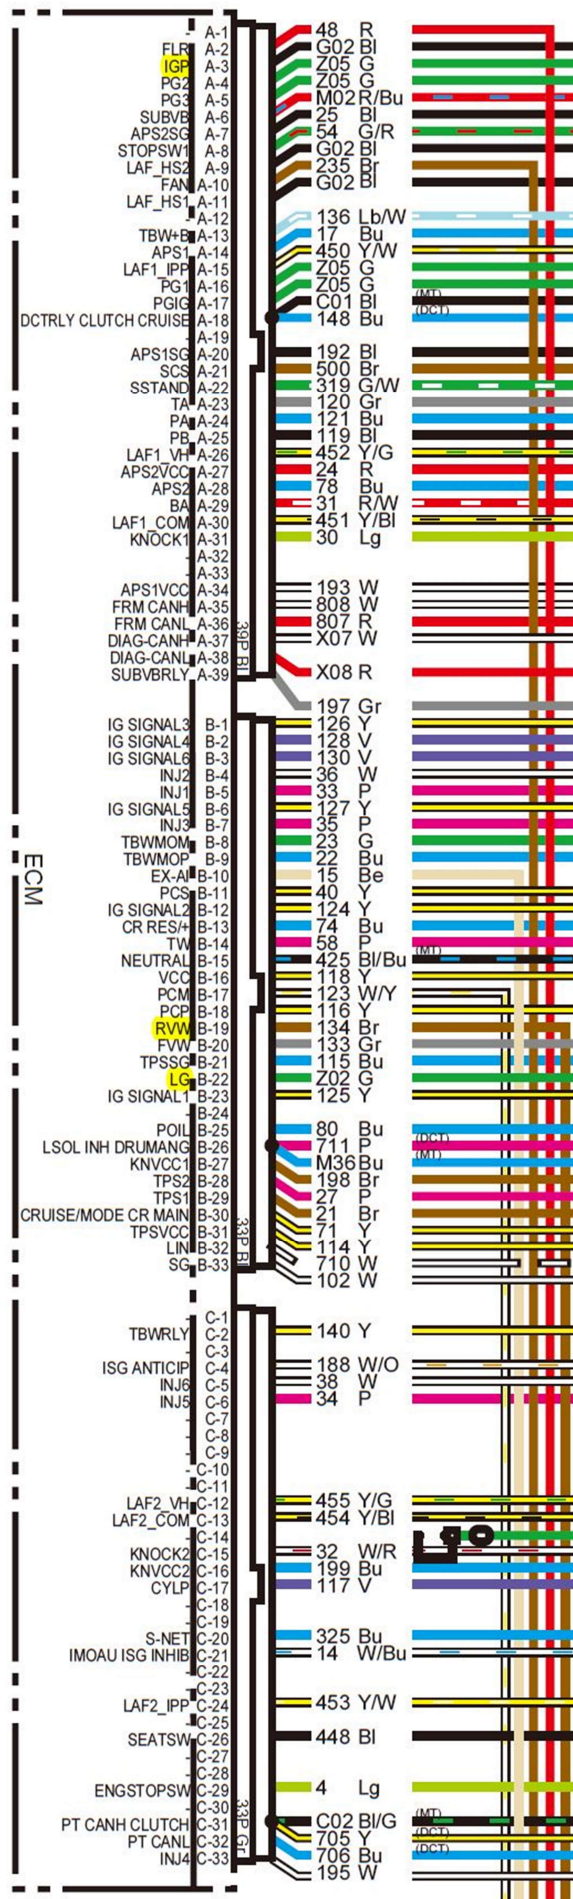 - A-1 48 R
FLR A-2 G02 Bl
IGP A-3 Z05 G
PG2 A-4 Z05 G
PG3 A-5 M02 R/Bu
SUBVB A-6 25 Bl
APS2SG A-7 54 G/R
STOPSW1 A-8 G02 Bl
LAF_HS2 A-9 235 Br
FAN A-10 G02 Bl
LAF_HS1 A-11
- A-12 136 Lb/W
TBW+B A-13 17 Bu
APS1 A-14 450 Y/W
LAF1_IPP A-15 Z05 G
PG1 A-16 Z05 G
PGIG A-17 C01 Bl (MT)
DCTRLY CLUTCH CRUISE A-18 148 Bu (DCT)
- A-19
APS1SG A-20 192 Bl
SCS A-21 500 Br
SSTAND A-22 319 G/W
TA A-23 120 Gr
PA A-24 121 Bu
PB A-25 119 Bl
LAF1_VH A-26 452 Y/G
APS2VCC A-27 24 R
APS2 A-28 78 Bu
BA A-29 31 R/W
LAF1_COM A-30 451 Y/Bl
KNOCK1 A-31 30 Lg
- A-32
- A-33
APS1VCC A-34 193 W
FRM CANH A-35 808 W
FRM CANL A-36 807 R
DIAG-CANH A-37 X07 W
DIAG-CANL A-38
SUBVBRLY A-39 X08 R
39P Bl
197 Gr
IG SIGNAL3 B-1 126 Y
IG SIGNAL4 B-2 128 V
IG SIGNAL6 B-3 130 V
INJ2 B-4 36 W
INJ1 B-5 33 P
IG SIGNAL5 B-6 127 Y
INJ3 B-7 35 P
TBWMOM B-8 23 G
TBWMOP B-9 22 Bu
EX-AI B-10 15 Be
PCS B-11 40 Y
IG SIGNAL2 B-12 124 Y
CR RES/+ B-13 74 Bu
TW B-14 58 P
NEUTRAL B-15 425 Bl/Bu (MT)
VCC B-16 118 Y
PCM B-17 123 W/Y
PCP B-18 116 Y
RVW B-19 134 Br
FVW B-20 133 Gr
TPSSG B-21 115 Bu
LG B-22 Z02 G
IG SIGNAL1 B-23 125 Y
- B-24
POIL B-25 80 Bu
LSOL INH DRUMANG B-26 711 P (DCT)
KNVCC1 B-27 M36 Bu (MT)
TPS2 B-28 198 Br
TPS1 B-29 27 P
CRUISE/MODE CR MAIN B-30 21 Br
TPSVCC B-31 71 Y
LIN B-32 114 Y
SG B-33 710 W
33P Bl
102 W
ECM
- C-1
TBWRLY C-2 140 Y
- C-3
ISG ANTICIP C-4 188 W/O
INJ6 C-5 38 W
INJ5 C-6 34 P
- C-7
- C-8
- C-9
- C-10
- C-11
LAF2_VH C-12 455 Y/G
LAF2_COM C-13 454 Y/Bl
- C-14
KNOCK2 C-15 32 W/R
KNVCC2 C-16 199 Bu
CYLP C-17 117 V
- C-18
- C-19
S-NET C-20 325 Bu
IMOAU ISG INHIB C-21 14 W/Bu
- C-22
- C-23
LAF2_IPP C-24 453 Y/W
- C-25
SEATSW C-26 448 Bl
- C-27
- C-28
ENGSTOPSW C-29 4 Lg
- C-30
PT CANH CLUTCH C-31 C02 Bl/G (MT)
PT CANL C-32 705 Y (DCT)
INJ4 C-33 706 Bu (DCT)
33P Gr
195 W